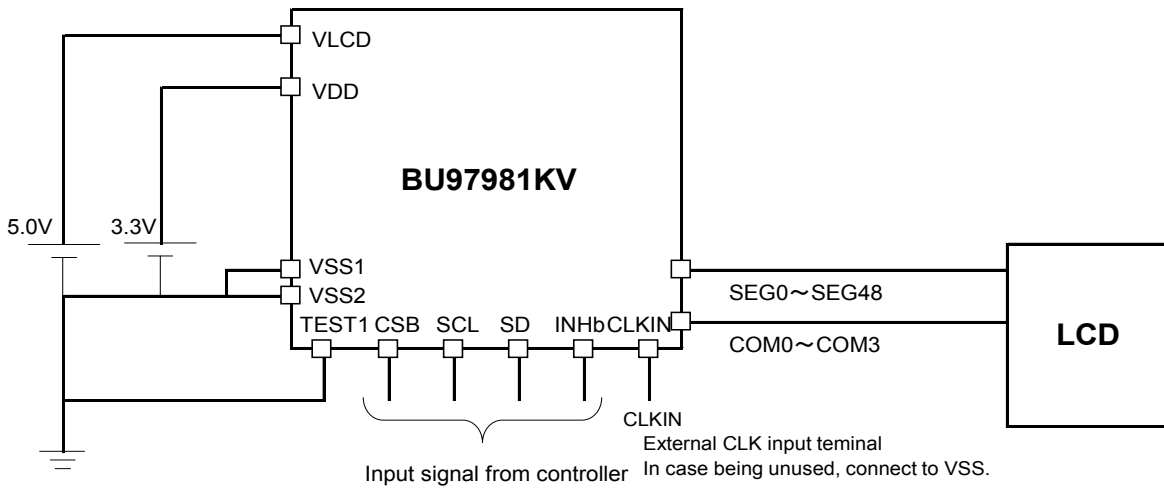 VLCD
VDD
BU97981KV
5.0V
3.3V
VSS1
VSS2
SEG0～SEG48
TEST1 CSB SCL SD INHb CLKIN
COM0～COM3
LCD
CLKIN
External CLK input teminal
Input signal from controller
In case being unused, connect to VSS.